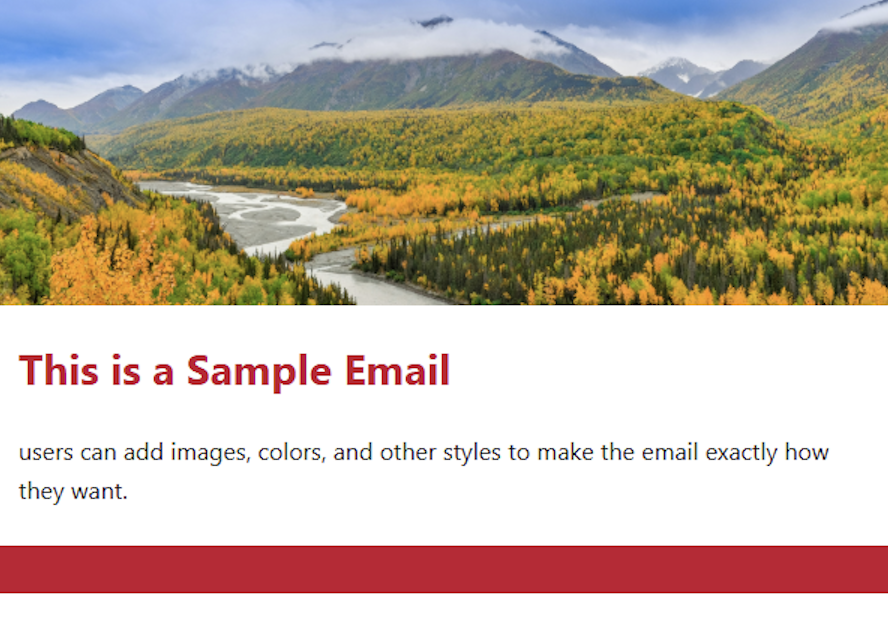 This is a Sample Email
users can add images, colors, and other styles to make the email exactly how
they want.